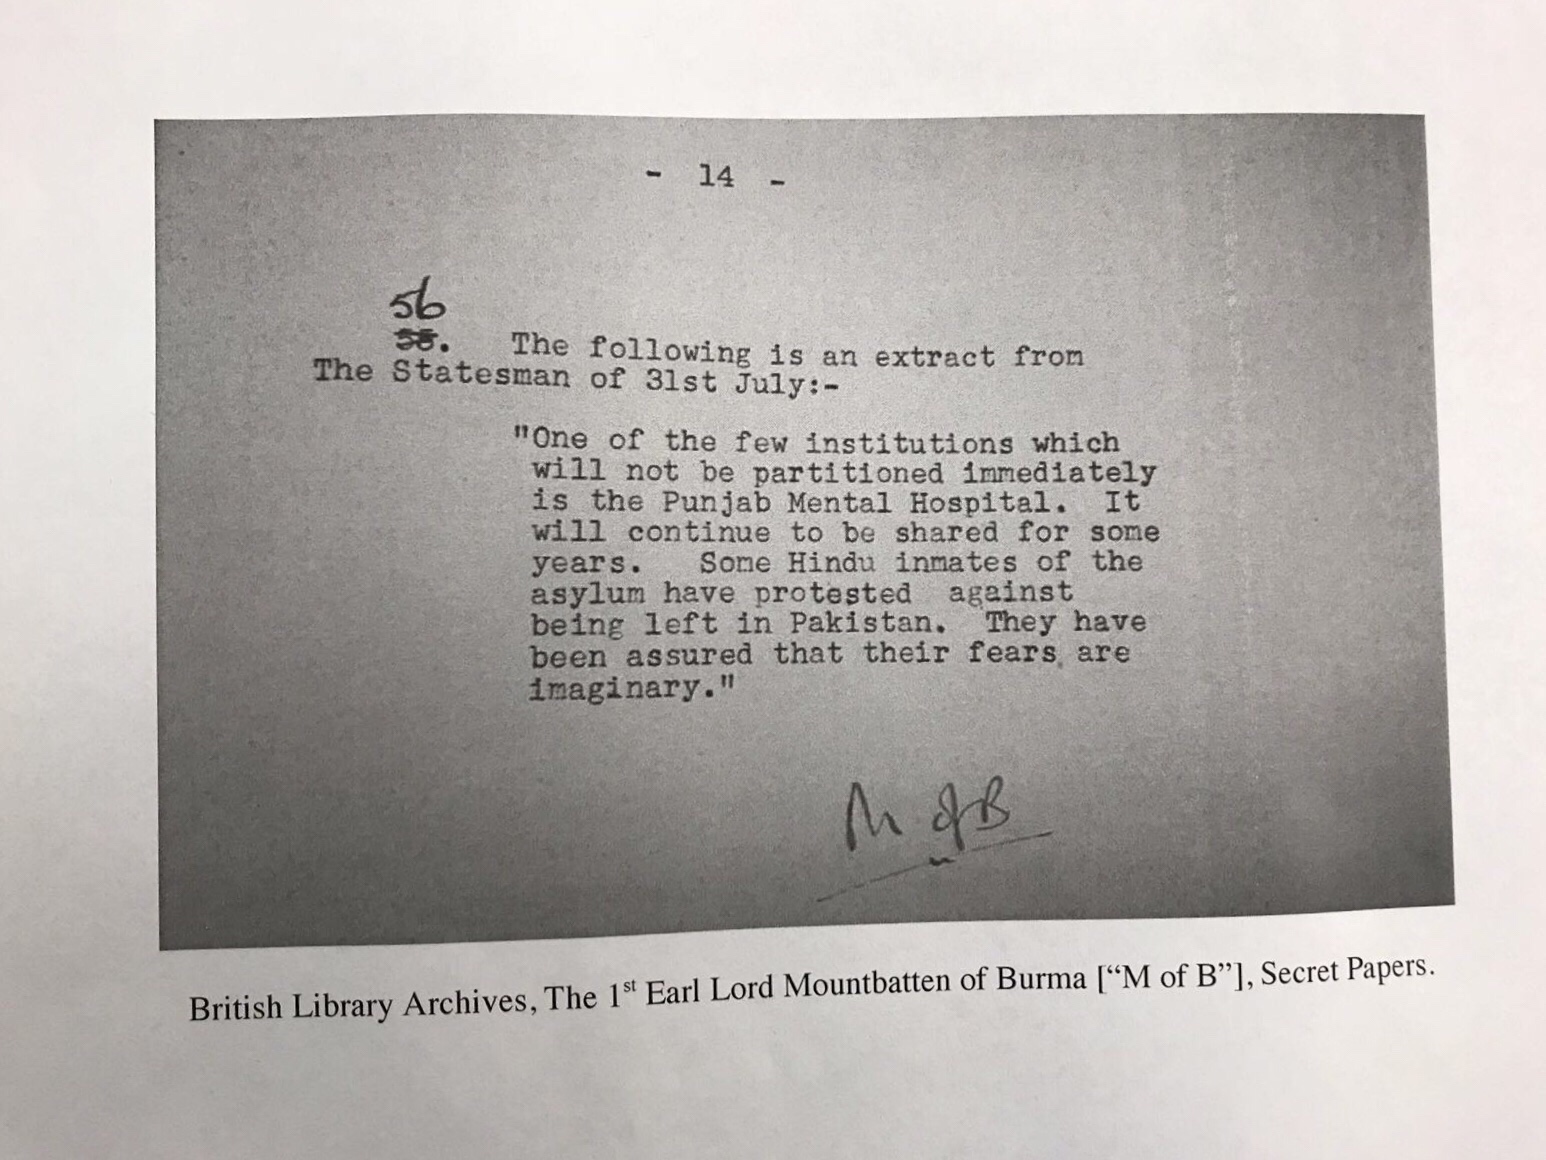 - 14 -
56
58. The following is an extract from
The Statesman of 31st July:-
"One of the few institutions which
will not be partitioned immediately
is the Punjab Mental Hospital. It
will continue to be shared for some
years. Some Hindu inmates of the
asylum have protested against
being left in Pakistan. They have
been assured that their fears are
imaginary."
M of B
British Library Archives, The 1st Earl Lord Mountbatten of Burma [“M of B”], Secret Papers.